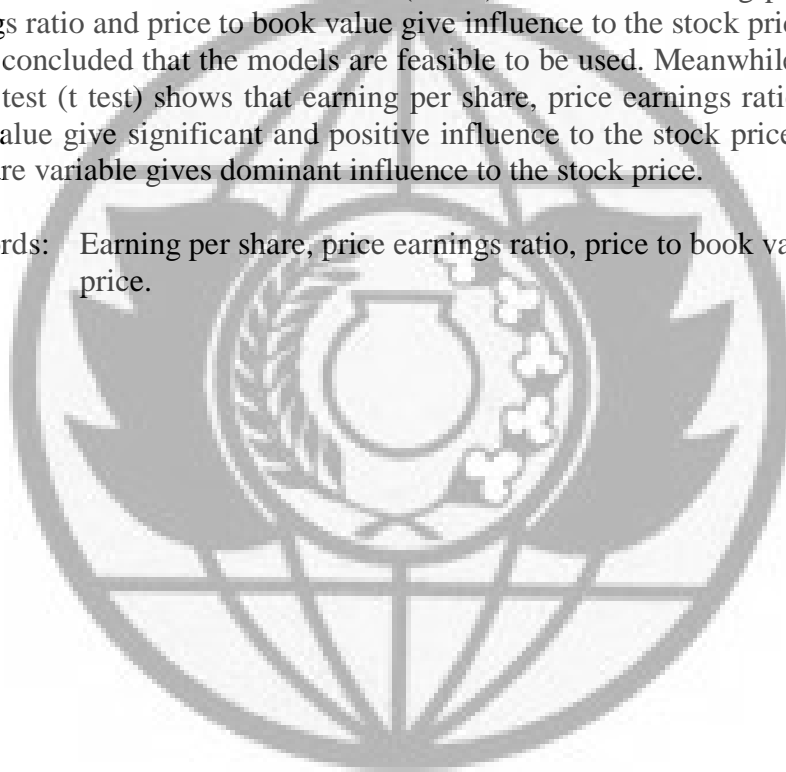 gs ratio and price to book value give influence to the stock pric
concluded that the models are feasible to be used. Meanwhile
test (t test) shows that earning per share, price earnings rati
alue give significant and positive influence to the stock price
re variable gives dominant influence to the stock price.
rds: Earning per share, price earnings ratio, price to book va
price.